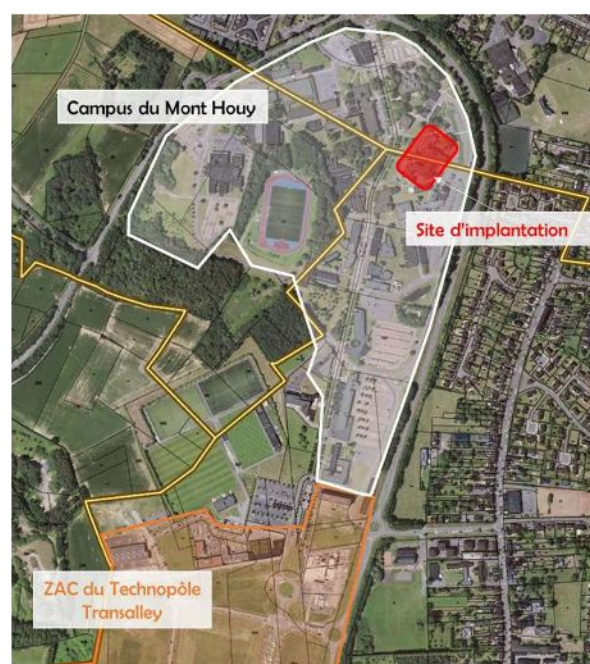 Campus du Mont Houy
Site d'implantation
ZAC du Technopôle
Transalley